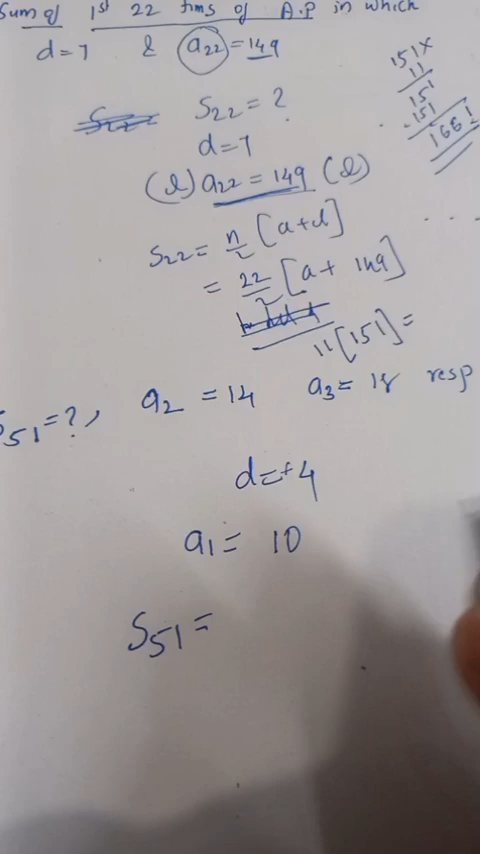 Sum of 1st 22 tms of A.P in which
d=7 & a22=149
S22=?
d=7
(l) a22=149 (l)
S22= n/2 [a+l]
= 22/2 [a+ 149]
11[151]=
151×
11
151
151
1661
S51=?, a2 =14 a3= 18 resp
d=+4
a1= 10
S51=